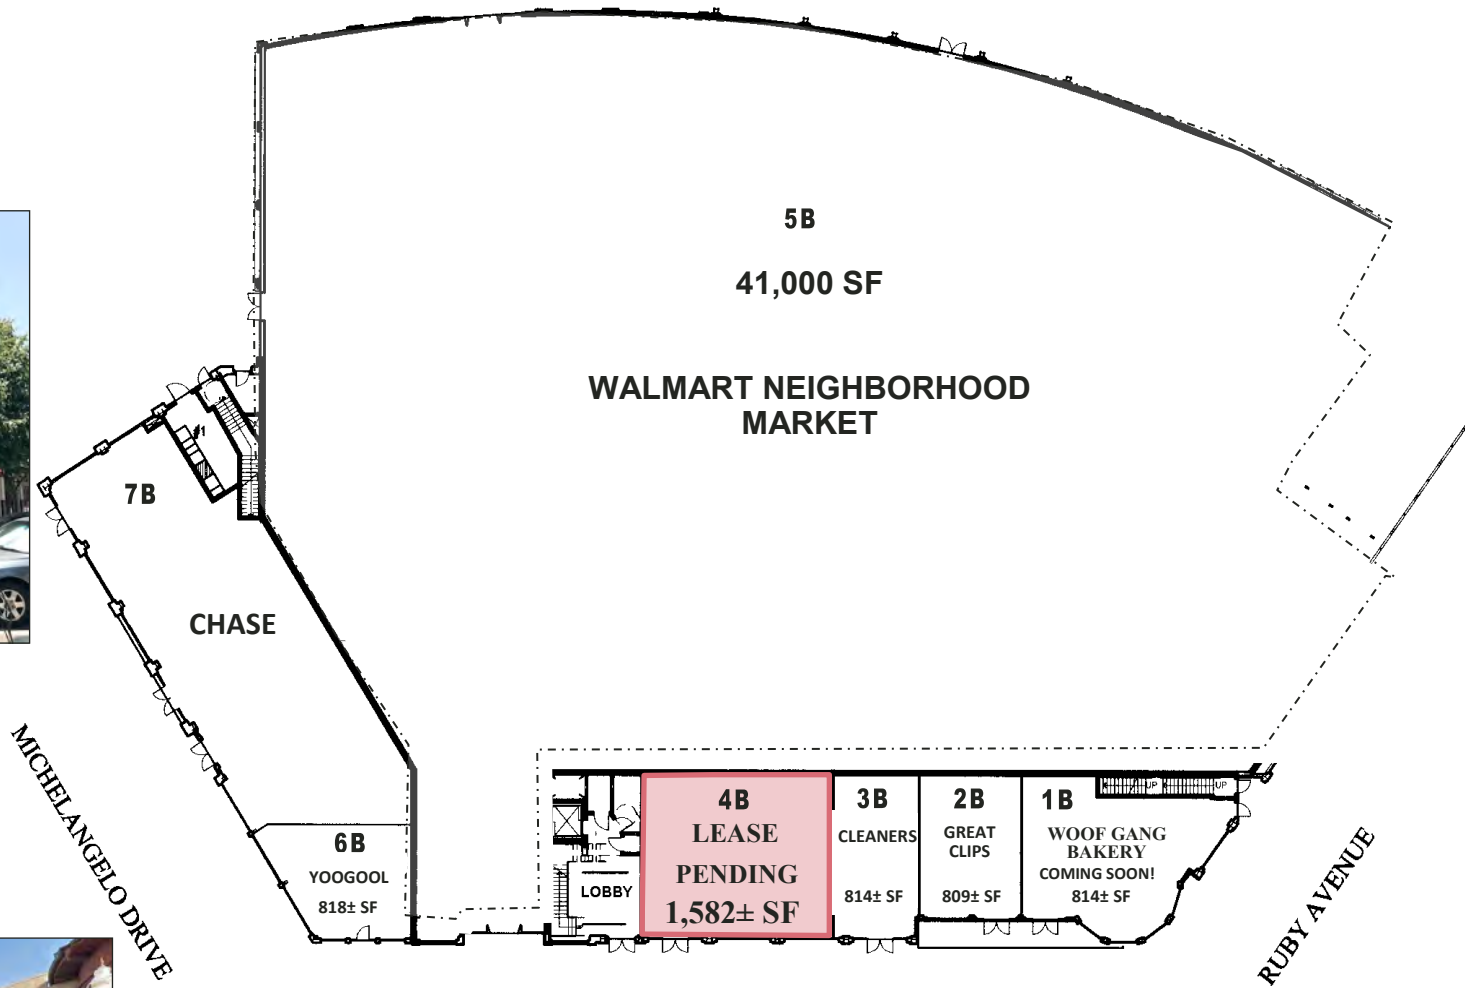 5B
41,000 SF
WALMART NEIGHBORHOOD
MARKET
#1
7B
CHASE
MICHELANGELO DRIVE
6B
YOOGOOL
818± SF
LOBBY
4B
LEASE
PENDING
1,582± SF
3B
CLEANERS
814± SF
2B
GREAT
CLIPS
809± SF
1B
UP
UP
WOOF GANG
BAKERY
COMING SOON!
814± SF
RUBY AVENUE